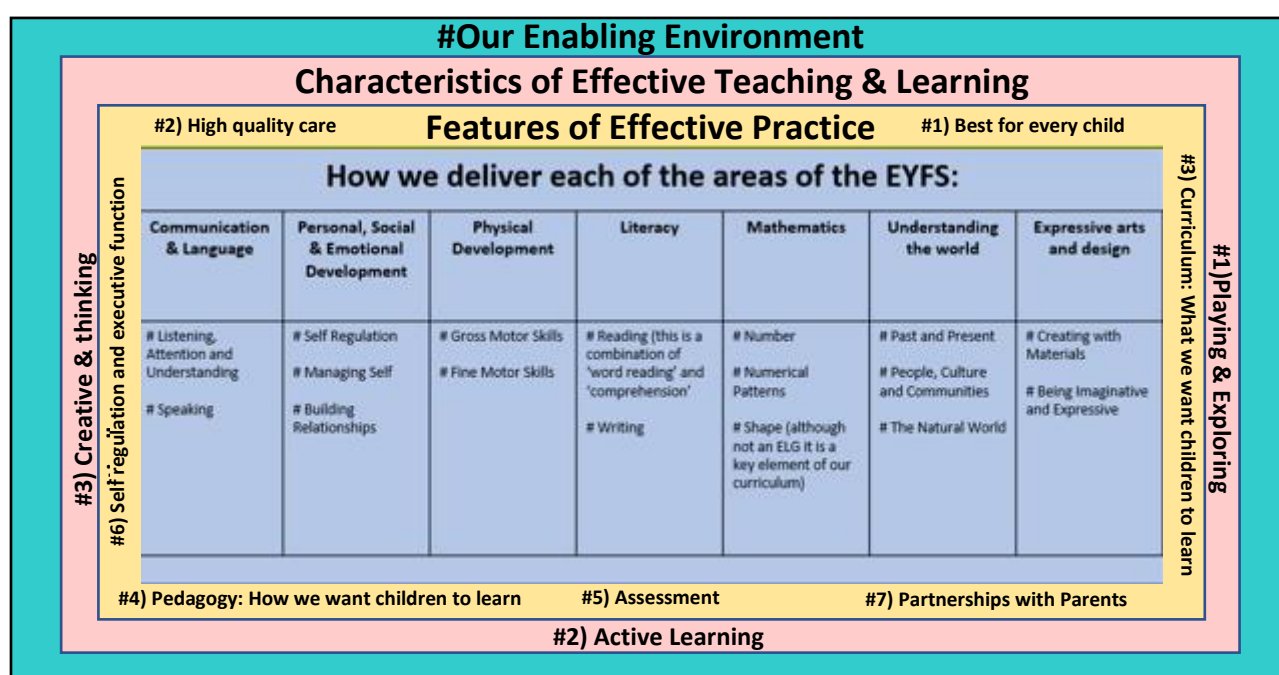 #Our Enabling Environment
Characteristics of Effective Teaching & Learning
#2) High quality care
Features of Effective Practice
#1) Best for every child
How we deliver each of the areas of the EYFS:
Communication
& Language
Personal, Social
& Emotional
Development
Physical
Development
Literacy
Mathematics
Understanding
the world
Expressive arts
and design
# Listening,
Attention and
Understanding
# Speaking
# Self Regulation
# Managing Self
# Building
Relationships
# Gross Motor Skills
# Fine Motor Skills
# Reading (this is a
combination of
'word reading' and
'comprehension'
# Writing
# Number
# Numerical
Patterns
# Shape (although
not an ELG it is a
key element of our
curriculum)
# Past and Present
# People, Culture
and Communities
# The Natural World
# Creating with
Materials
# Being Imaginative
and Expressive
#3) Creative & thinking
#6) Self regulation and executive function
#3) Curriculum: What we want children to learn
#1)Playing & Exploring
#4) Pedagogy: How we want children to learn
#5) Assessment
#7) Partnerships with Parents
#2) Active Learning